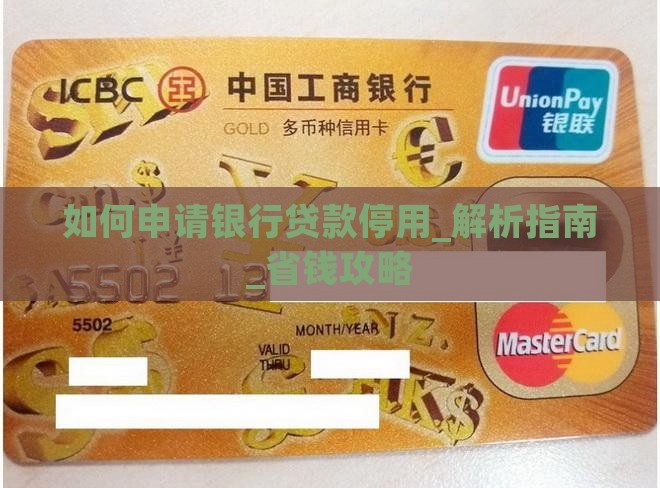 ICBC 中国工商银行
UnionPay
银联
GOLD 多币种信用卡
如何申请银行贷款停用_解析指南
_省钱攻略
5502 13
5502
MONTH/YEAR
VALID
THRU
MasterCard